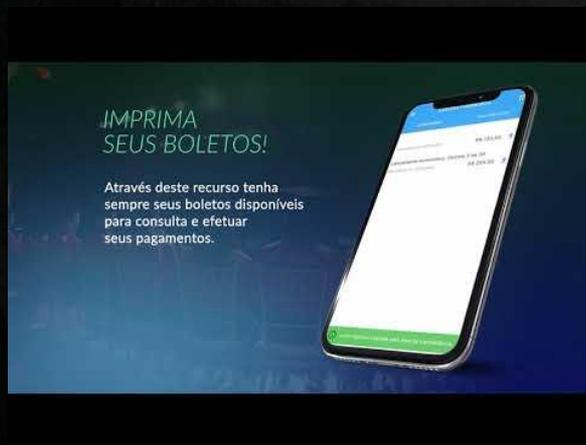 IMPRIMA
SEUS BOLETOS!
Através deste recurso tenha
sempre seus boletos disponíveis
para consulta e efetuar
seus pagamentos.